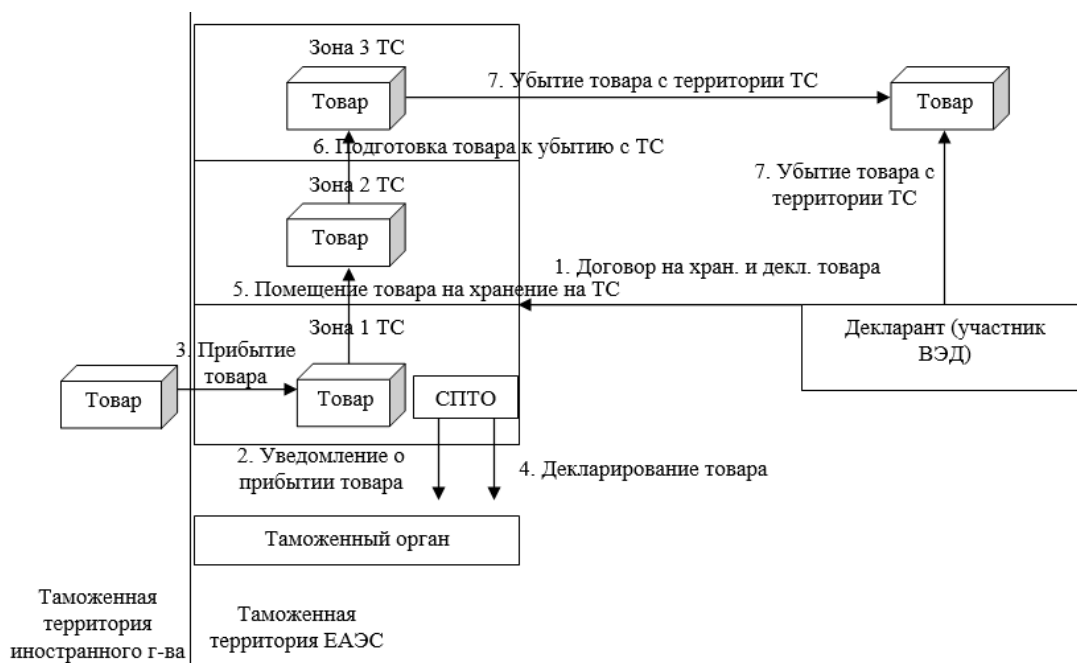 Зона 3 ТС
Товар
7. Убытие товара с территории ТС
Товар
6. Подготовка товара к убытию с ТС
Зона 2 ТС
Товар
7. Убытие товара с
территории ТС
1. Договор на хран. и декл. товара
5. Помещение товара на хранение на ТС
Зона 1 ТС
Декларант (участник
ВЭД)
3. Прибытие
товара
Товар
Товар
СПТО
2. Уведомление о
прибытии товара
4. Декларирование товара
Таможенный орган
Таможенная
территория
иностранного г-ва
Таможенная
территория ЕАЭС